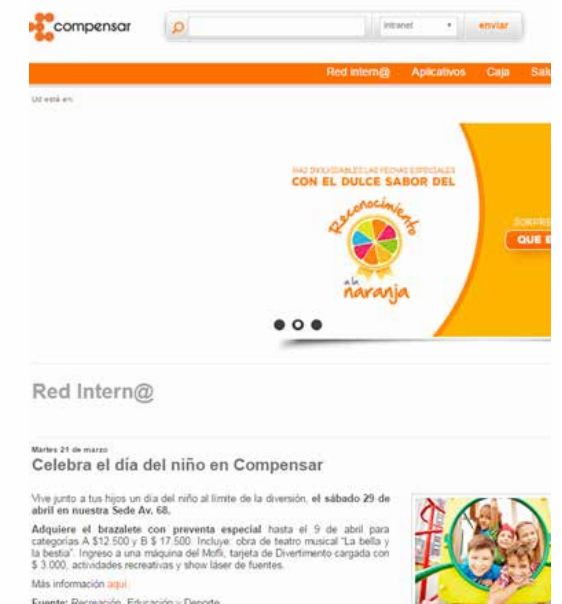 compensar
intranet
enviar
Red intern@ Aplicativos Caja
Ud está en:
HAZ INOLVIDABLES LAS FECHAS ESPECIALES
CON EL DULCE SABOR DEL
Reconocimiento
a la
naranja
QUE E
Red Intern@
Martes 21 de marzo
Celebra el día del niño en Compensar
Vive junto a tus hijos un día del niño al límite de la diversión, el sábado 29 de
abril en nuestra Sede Av. 68.
Adquiere el brazalete con preventa especial hasta el 9 de abril para
categorías A $12.500 y B $ 17.500. Incluye: obra de teatro musical "La bella y
la bestia". Ingreso a una máquina del Mofli, tarjeta de Divertimento cargada con
$ 3.000, actividades recreativas y show láser de fuentes.
Más información aquí.
Fuente: Recreación, Educación y Deporte